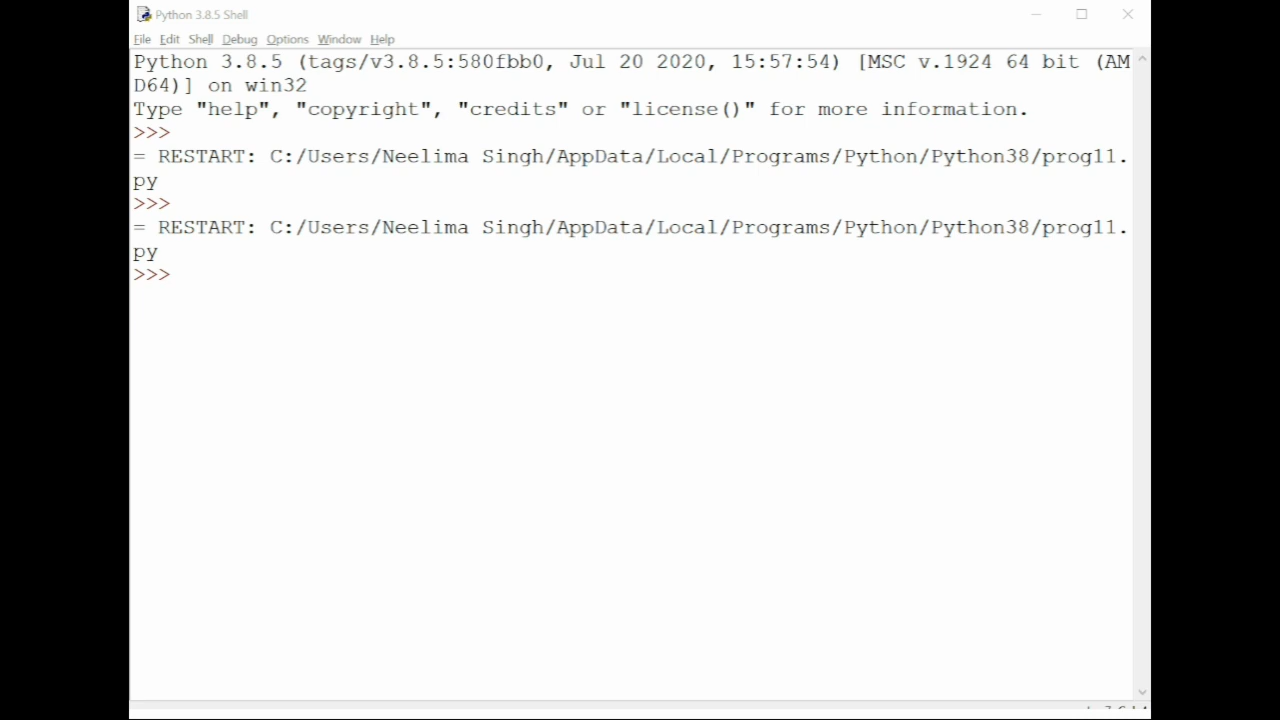 Python 3.8.5 Shell
File Edit Shell Debug Options Window Help
Python 3.8.5 (tags/v3.8.5:580fbb0, Jul 20 2020, 15:57:54) [MSC v.1924 64 bit (AM
D64)] on win32
Type "help", "copyright", "credits" or "license()" for more information.
>>>
= RESTART: C:/Users/Neelima Singh/AppData/Local/Programs/Python/Python38/prog11.
py
>>>
= RESTART: C:/Users/Neelima Singh/AppData/Local/Programs/Python/Python38/prog11.
py
>>>